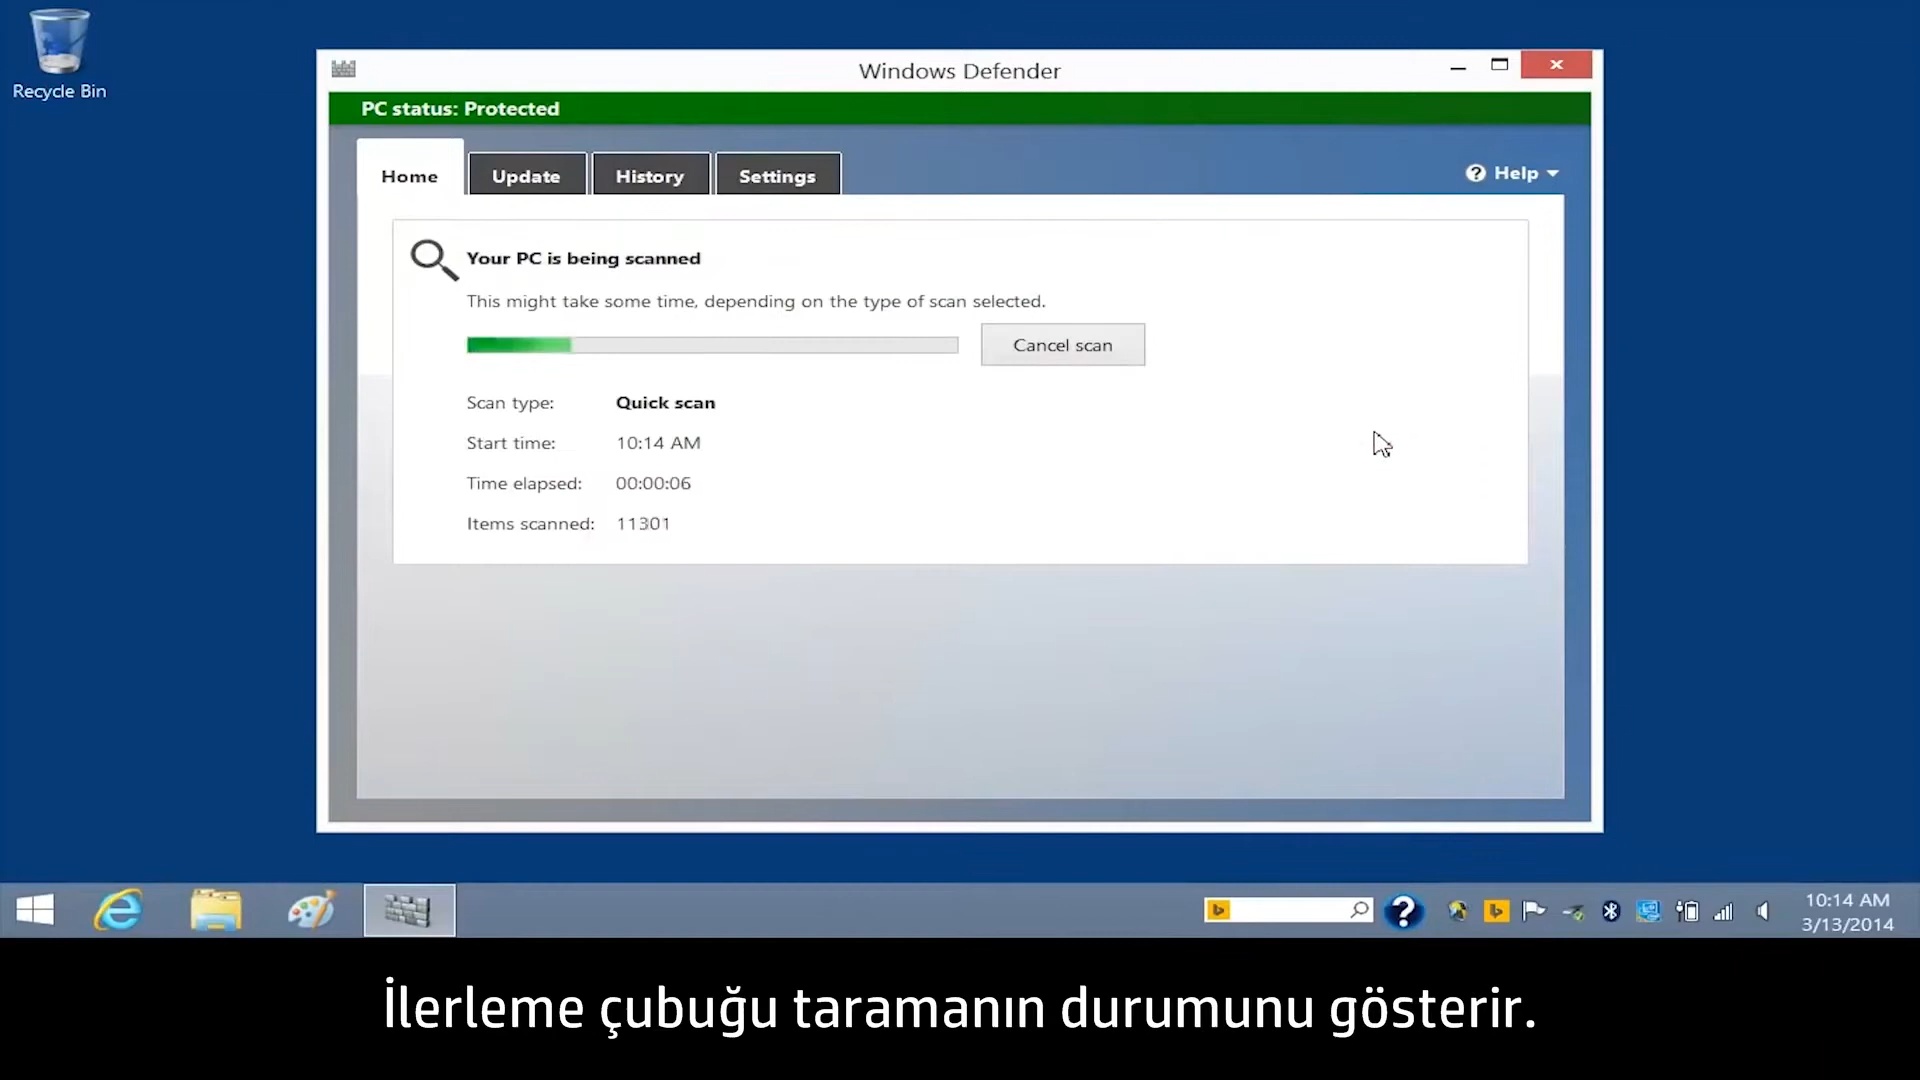 Recycle Bin
Windows Defender
PC status: Protected
Home
Update
History
Settings
Help
Your PC is being scanned
This might take some time, depending on the type of scan selected.
Cancel scan
Scan type: Quick scan
Start time: 10:14 AM
Time elapsed: 00:00:06
Items scanned: 11301
10:14 AM
3/13/2014
İlerleme çubuğu taramanın durumunu gösterir.